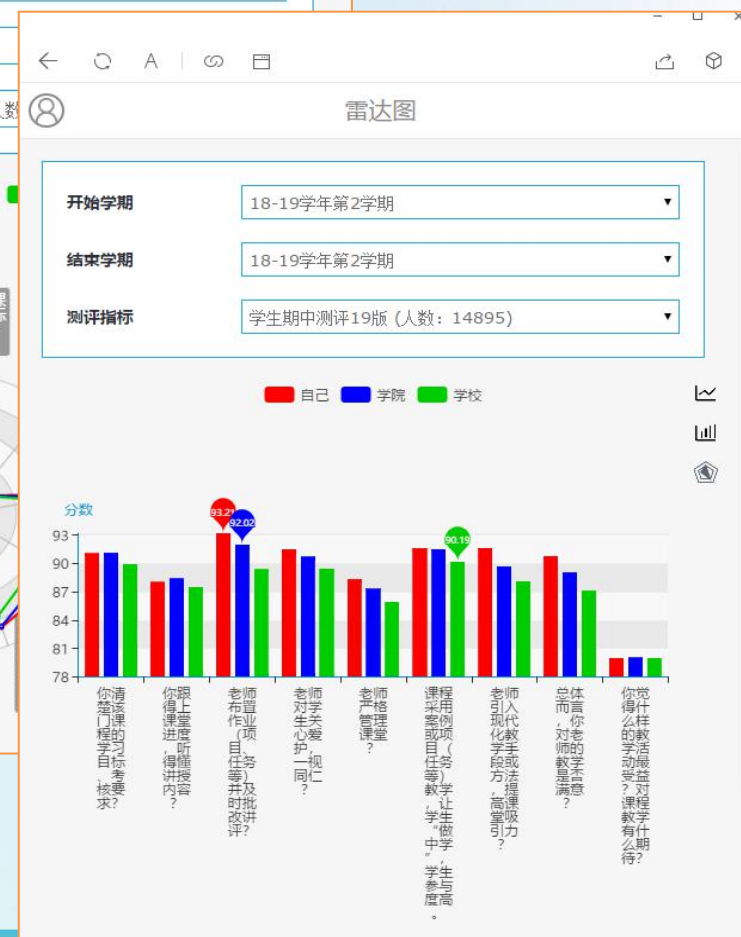 人数
雷达图
开始学期
18-19学年第2学期
结束学期
18-19学年第2学期
测评指标
学生期中测评19版 (人数: 14895)
自己 学院 学校
分数
93.21
92.02
90.19
93
90
87
84
81
78
你清楚该门课程的学习目标、考核要求?
你跟得上课堂进度,听得懂讲授内容?
老师布置作业(项目、任务等)并及时批改讲评?
老师对学生关心爱护,一视同仁?
老师严格管理课堂?
课程采用案例或项目(任务)等教学,让学生“做中学”,学生参与度高。
老师引入现代化教学手段或方法,提高课堂吸引力?
总体而言,你对老师的教学是否满意?
你觉得什么样的教学活动最受益?对课程教学有什么期待?